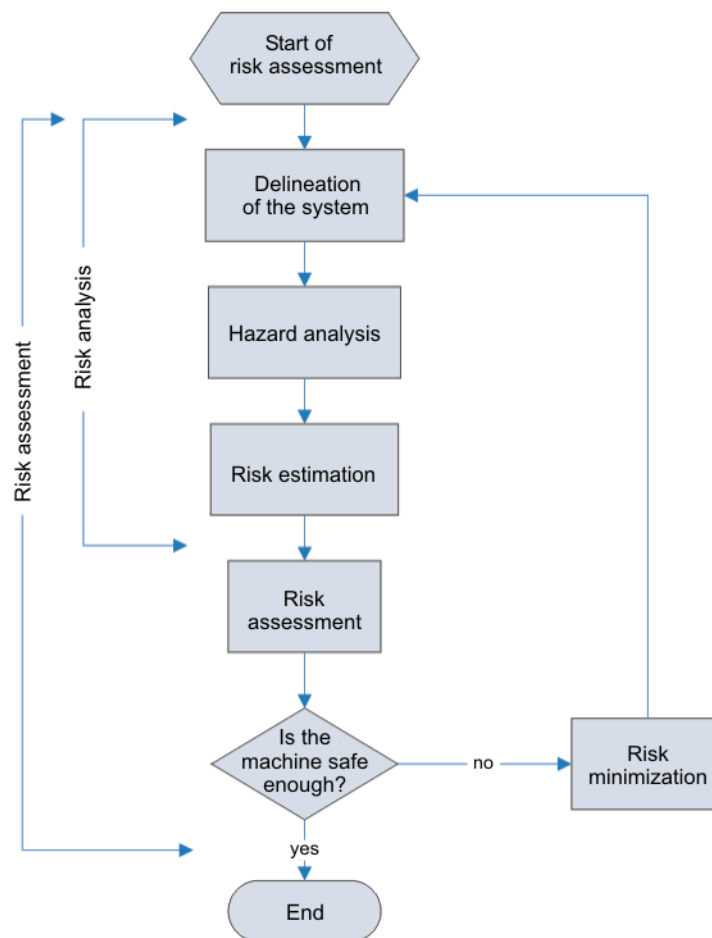 Start of
risk assessment
Delineation
of the system
Hazard analysis
Risk analysis
Risk assessment
Risk estimation
Risk
assessment
Is the
machine safe
enough?
no
Risk
minimization
yes
End